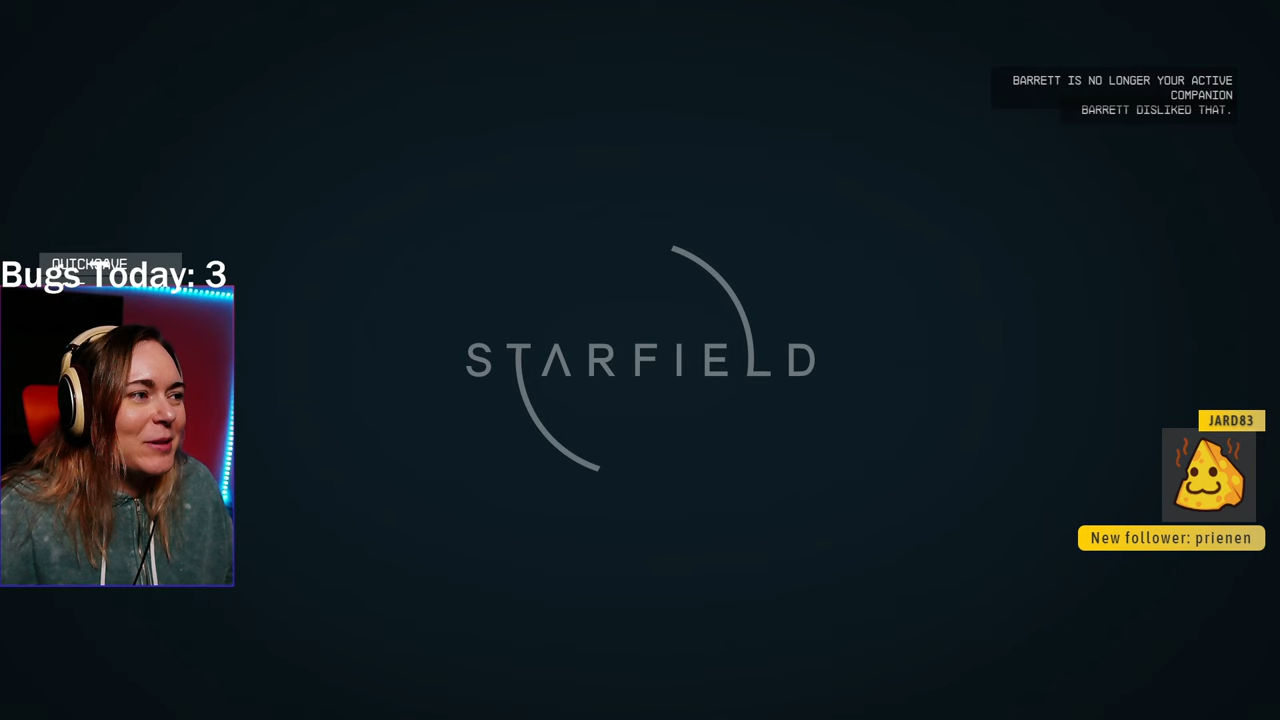 BARRETT IS NO LONGER YOUR ACTIVE
COMPANION
BARRETT DISLIKED THAT.
QUICKSAVE
Bugs Today: 3
STARFIELD
JARD83
New follower: prienen